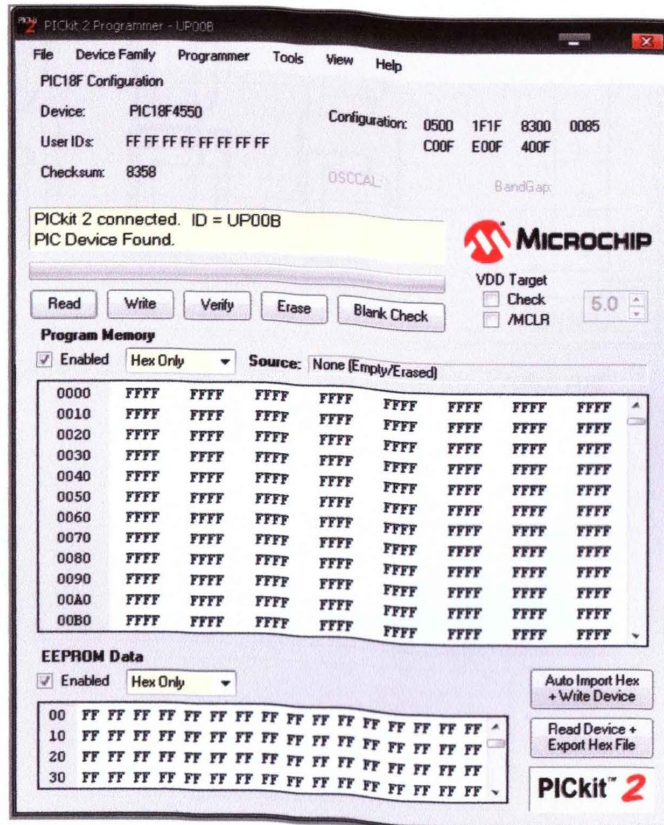 PICkit 2 Programmer - UP00B
File Device Family Programmer Tools View Help
PIC18F Configuration
Device: PIC18F4550 Configuration: 0500 1F1F 8300 0085
User IDs: FF FF FF FF FF FF FF FF C00F E00F 400F
Checksum: 8358 OSCCAL: BandGap:
PICkit 2 connected. ID = UP00B
PIC Device Found.
MICROCHIP
VDD Target
Check
/MCLR
5.0
Read Write Verify Erase Blank Check
Program Memory
Enabled Hex Only Source: None (Empty/Erased)
0000 FFFF FFFF FFFF FFFF FFFF FFFF FFFF FFFF
0010 FFFF FFFF FFFF FFFF FFFF FFFF FFFF FFFF
0020 FFFF FFFF FFFF FFFF FFFF FFFF FFFF FFFF
0030 FFFF FFFF FFFF FFFF FFFF FFFF FFFF FFFF
0040 FFFF FFFF FFFF FFFF FFFF FFFF FFFF FFFF
0050 FFFF FFFF FFFF FFFF FFFF FFFF FFFF FFFF
0060 FFFF FFFF FFFF FFFF FFFF FFFF FFFF FFFF
0070 FFFF FFFF FFFF FFFF FFFF FFFF FFFF FFFF
0080 FFFF FFFF FFFF FFFF FFFF FFFF FFFF FFFF
0090 FFFF FFFF FFFF FFFF FFFF FFFF FFFF FFFF
00A0 FFFF FFFF FFFF FFFF FFFF FFFF FFFF FFFF
00B0 FFFF FFFF FFFF FFFF FFFF FFFF FFFF FFFF
EEPROM Data
Enabled Hex Only
00 FF FF FF FF FF FF FF FF FF FF FF FF FF FF FF FF
10 FF FF FF FF FF FF FF FF FF FF FF FF FF FF FF FF
20 FF FF FF FF FF FF FF FF FF FF FF FF FF FF FF FF
30 FF FF FF FF FF FF FF FF FF FF FF FF FF FF FF FF
Auto Import Hex
+ Write Device
Read Device +
Export Hex File
PICkit™ 2